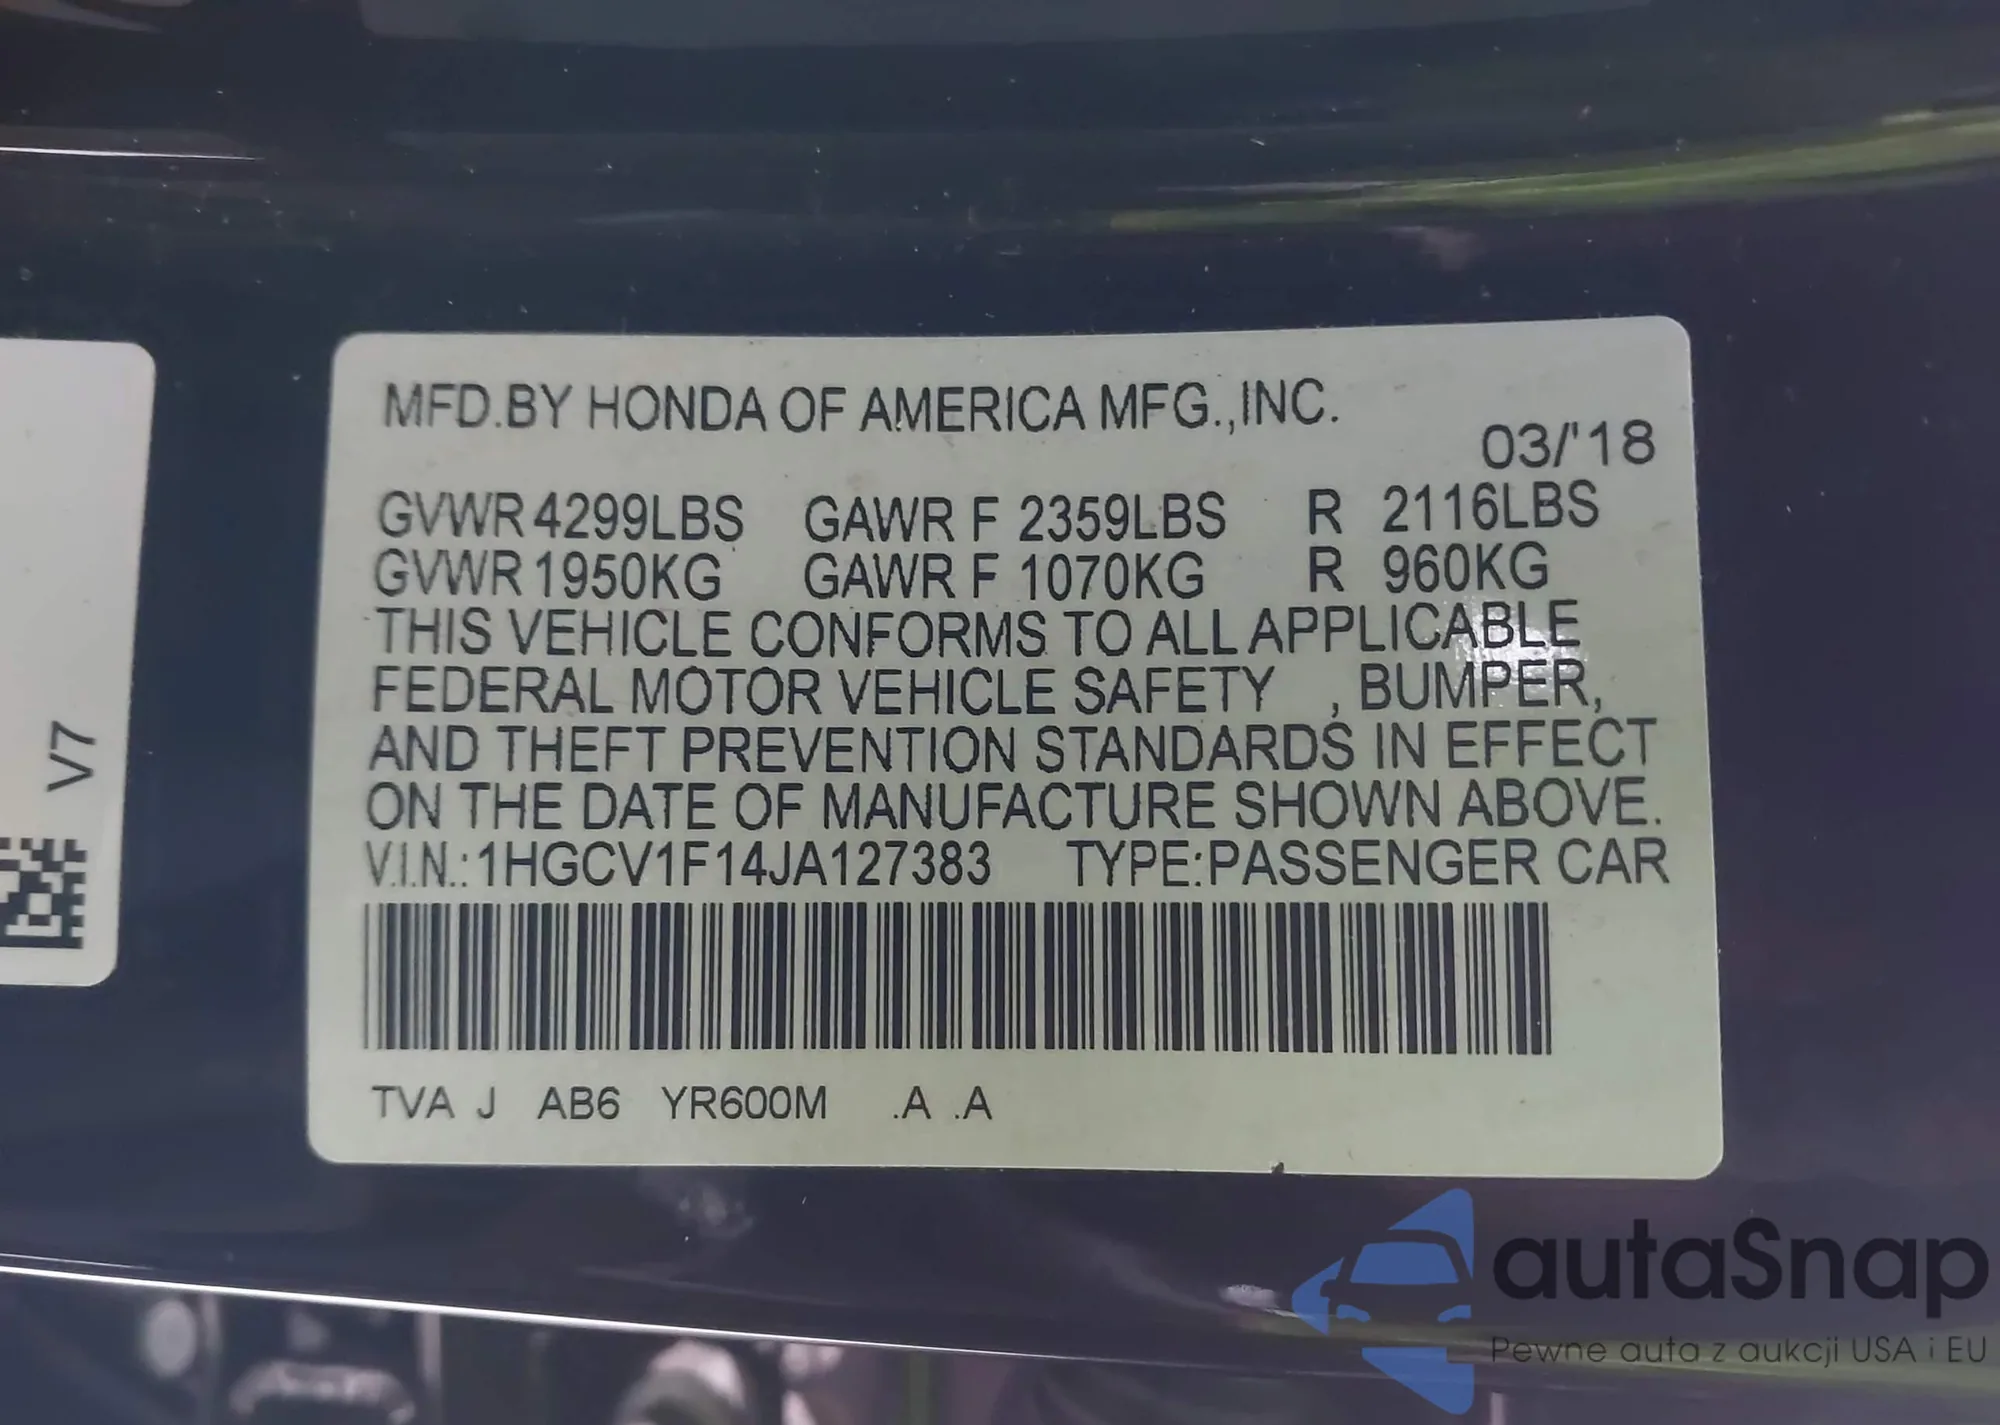 MFD.BY HONDA OF AMERICA MFG.,INC.
03/'18
GVWR 4299LBS GAWR F 2359LBS R 2116LBS
GVWR 1950KG GAWR F 1070KG R 960KG
THIS VEHICLE CONFORMS TO ALL APPLICABLE
FEDERAL MOTOR VEHICLE SAFETY , BUMPER,
AND THEFT PREVENTION STANDARDS IN EFFECT
ON THE DATE OF MANUFACTURE SHOWN ABOVE.
V.I.N.:1HGCV1F14JA127383 TYPE:PASSENGER CAR
TVA J AB6 YR600M .A .A
V7
autaSnap
Pewne auta z aukcji USA i EU